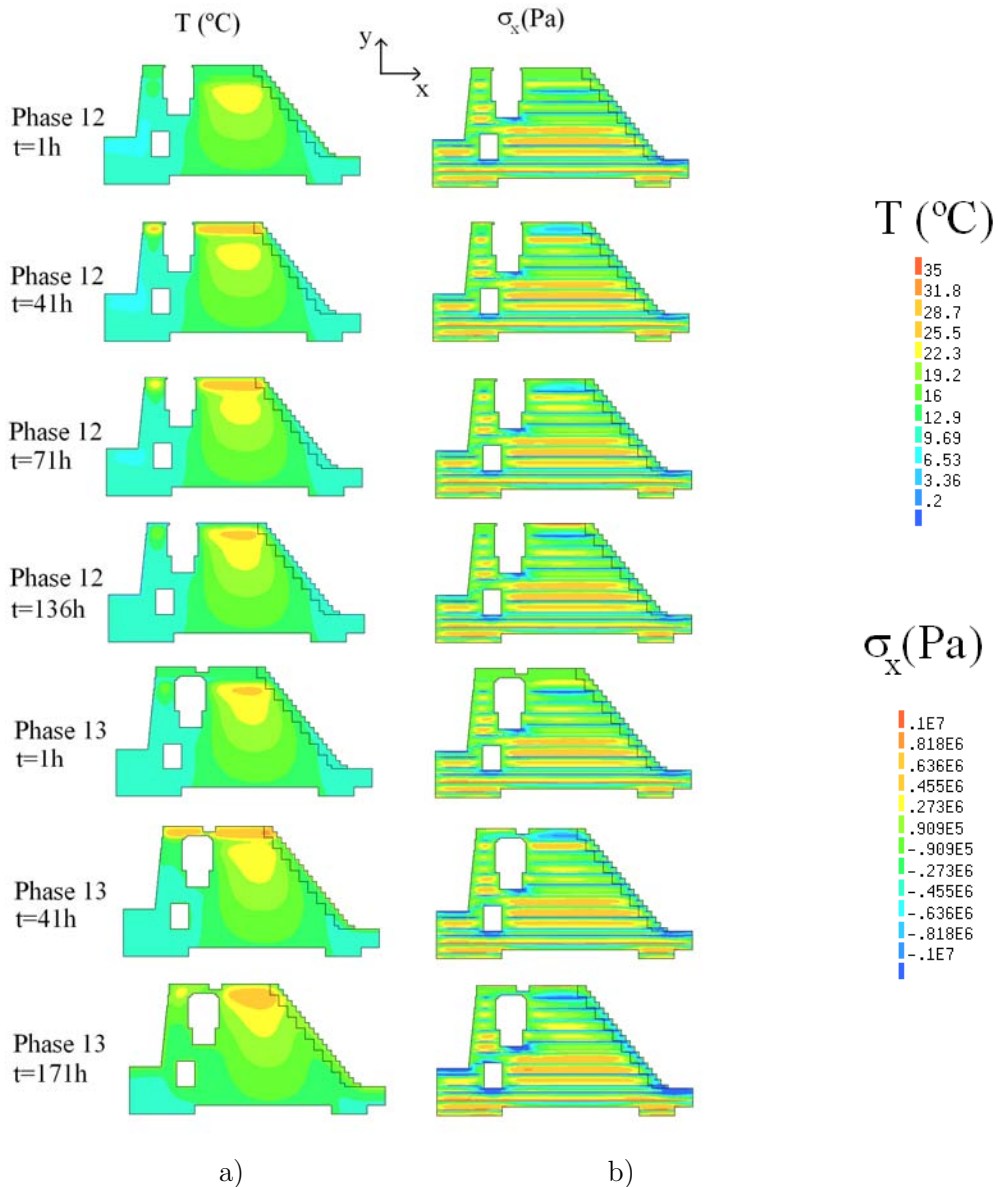 T (ºC)
σx(Pa)
y
x
Phase 12
t=1h
Phase 12
t=41h
Phase 12
t=71h
Phase 12
t=136h
Phase 13
t=1h
Phase 13
t=41h
Phase 13
t=171h
T (ºC)
35
31.8
28.7
25.5
22.3
19.2
16
12.9
9.69
6.53
3.36
.2
σx(Pa)
.1E7
.818E6
.636E6
.455E6
.273E6
.909E5
-.909E5
-.273E6
-.455E6
-.636E6
-.818E6
-.1E7
a)
b)